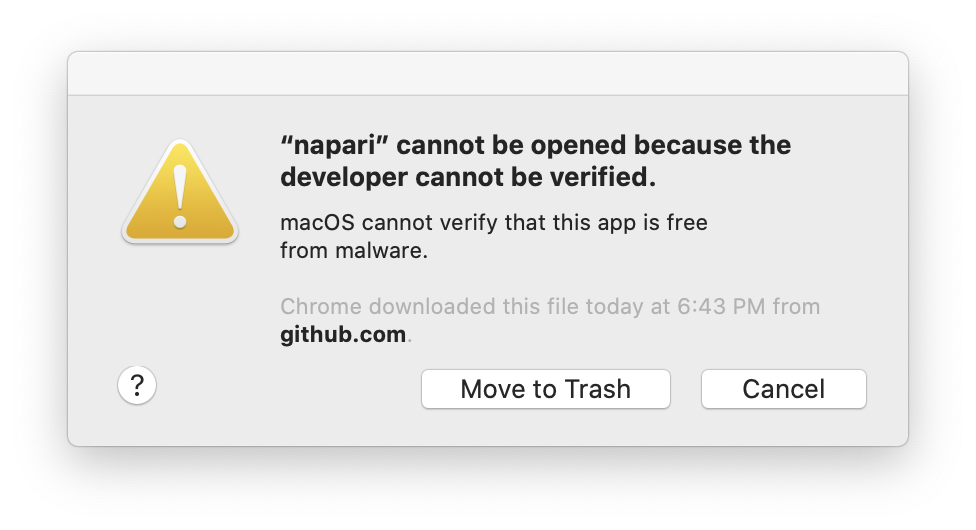 “napari” cannot be opened because the
developer cannot be verified.
macOS cannot verify that this app is free
from malware.
Chrome downloaded this file today at 6:43 PM from
github.com.
?
Move to Trash
Cancel